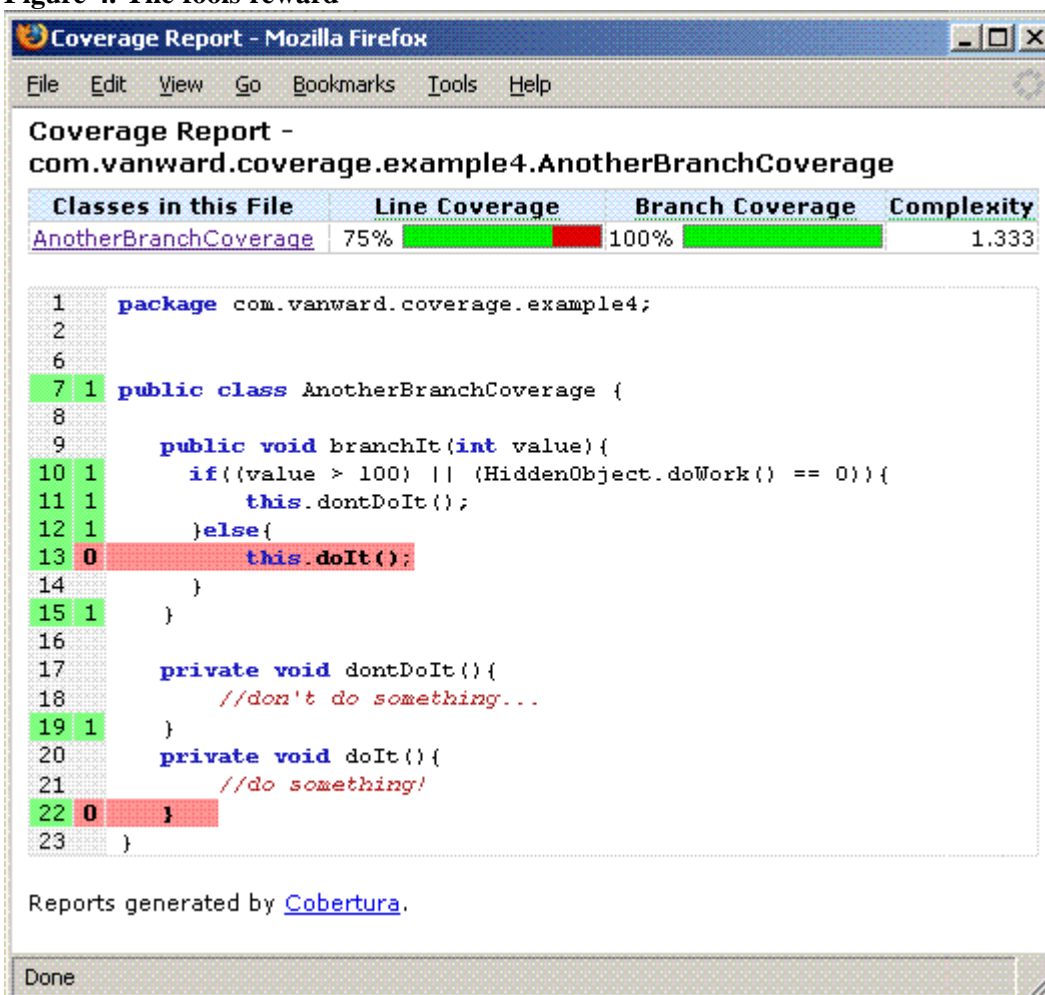 Figure 4. The fools reward
Coverage Report - Mozilla Firefox
File Edit View Go Bookmarks Tools Help
Coverage Report -
com.vanward.coverage.example4.AnotherBranchCoverage
Classes in this File Line Coverage Branch Coverage Complexity
AnotherBranchCoverage 75% 100% 1.333
1 package com.vanward.coverage.example4;
2
6
7 1 public class AnotherBranchCoverage {
8
9 public void branchIt(int value){
10 1 if((value > 100) || (HiddenObject.doWork() == 0)){
11 1 this.dontDoIt();
12 1 }else{
13 0 this.doIt();
14 }
15 1 }
16
17 private void dontDoIt(){
18 //don't do something...
19 1 }
20 private void doIt(){
21 //do something!
22 0 }
23 }
Reports generated by Cobertura.
Done